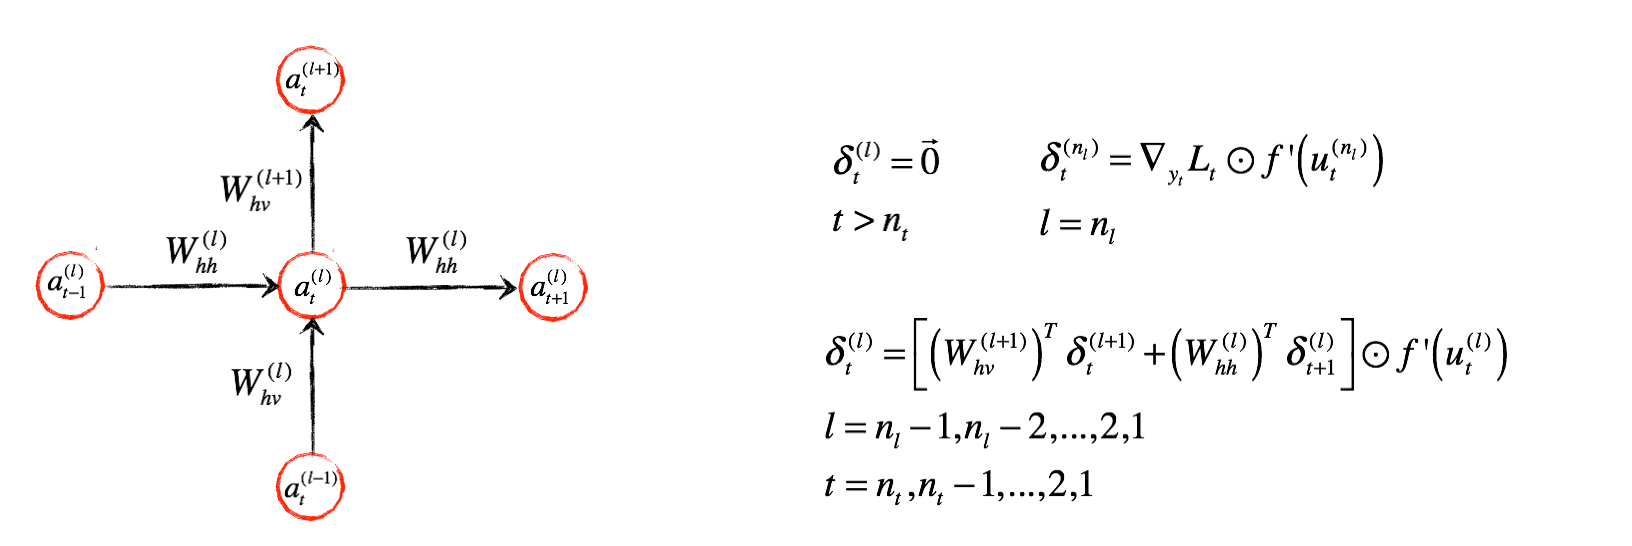 a_t^{(l+1)}
W_{hv}^{(l+1)}
W_{hh}^{(l)} W_{hh}^{(l)}
a_{t-1}^{(l)} a_t^{(l)} a_{t+1}^{(l)}
W_{hv}^{(l)}
a_t^{(l-1)}
δ_t^{(l)} = \vec{0}
t > n_t
δ_t^{(n_l)} = ∇_{y_t} L_t ⊙ f'(u_t^{(n_l)})
l = n_l
δ_t^{(l)} = [(W_{hv}^{(l+1)})^T δ_t^{(l+1)} + (W_{hh}^{(l)})^T δ_{t+1}^{(l)}] ⊙ f'(u_t^{(l)})
l = n_l − 1, n_l − 2, ..., 2, 1
t = n_t, n_t − 1, ..., 2, 1